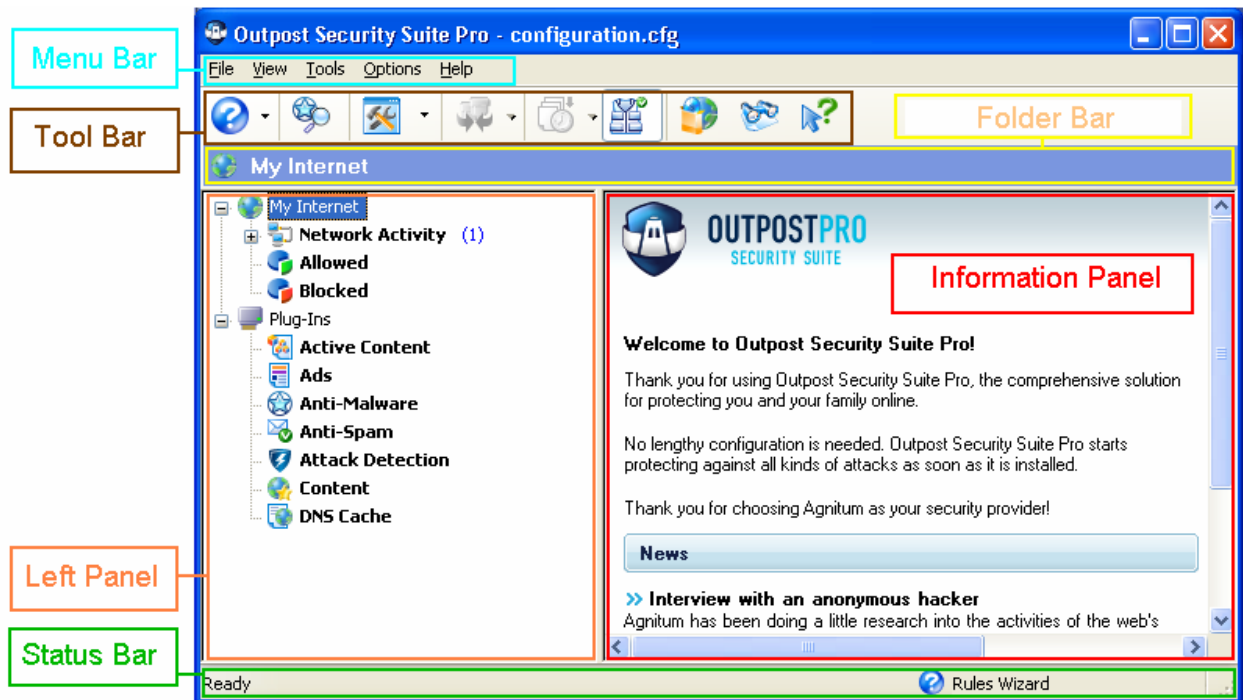 Outpost Security Suite Pro - configuration.cfg
Menu Bar
File View Tools Options Help
Tool Bar
Folder Bar
My Internet
My Internet
Network Activity (1)
Allowed
Blocked
Plug-Ins
Active Content
Ads
Anti-Malware
Anti-Spam
Attack Detection
Content
DNS Cache
OUTPOSTPRO
SECURITY SUITE
Information Panel
Welcome to Outpost Security Suite Pro!
Thank you for using Outpost Security Suite Pro, the comprehensive solution
for protecting you and your family online.
No lengthy configuration is needed. Outpost Security Suite Pro starts
protecting against all kinds of attacks as soon as it is installed.
Thank you for choosing Agnitum as your security provider!
News
>> Interview with an anonymous hacker
Agnitum has been doing a little research into the activities of the web's
Left Panel
Status Bar
Ready
Rules Wizard